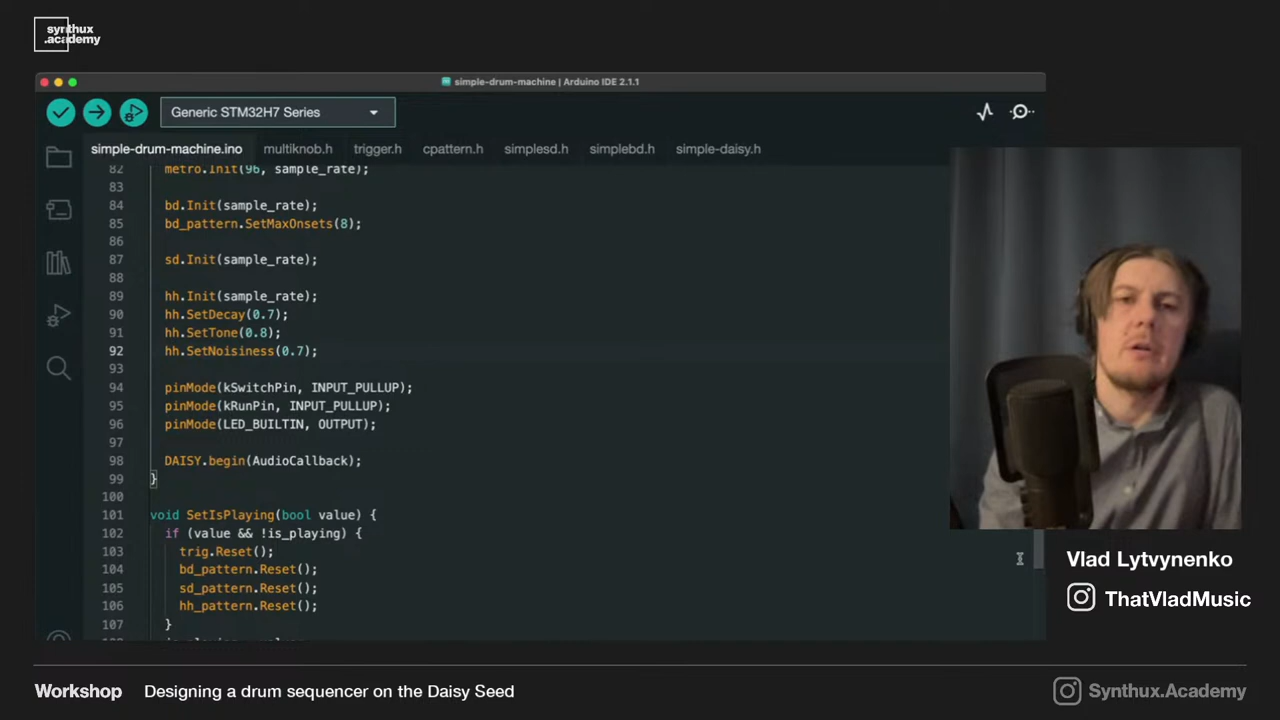 synthux
.academy
simple-drum-machine | Arduino IDE 2.1.1
Generic STM32H7 Series
simple-drum-machine.ino multiknob.h trigger.h cpattern.h simplesd.h simplebd.h simple-daisy.h
82 metro.Init(96, sample_rate);
83
84 bd.Init(sample_rate);
85 bd_pattern.SetMaxOnsets(8);
86
87 sd.Init(sample_rate);
88
89 hh.Init(sample_rate);
90 hh.SetDecay(0.7);
91 hh.SetTone(0.8);
92 hh.SetNoisiness(0.7);
93
94 pinMode(kSwitchPin, INPUT_PULLUP);
95 pinMode(kRunPin, INPUT_PULLUP);
96 pinMode(LED_BUILTIN, OUTPUT);
97
98 DAISY.begin(AudioCallback);
99 }
100
101 void SetIsPlaying(bool value) {
102 if (value && !is_playing) {
103 trig.Reset();
104 bd_pattern.Reset();
105 sd_pattern.Reset();
106 hh_pattern.Reset();
107 }
Vlad Lytvynenko
ThatVladMusic
Workshop Designing a drum sequencer on the Daisy Seed
Synthux.Academy